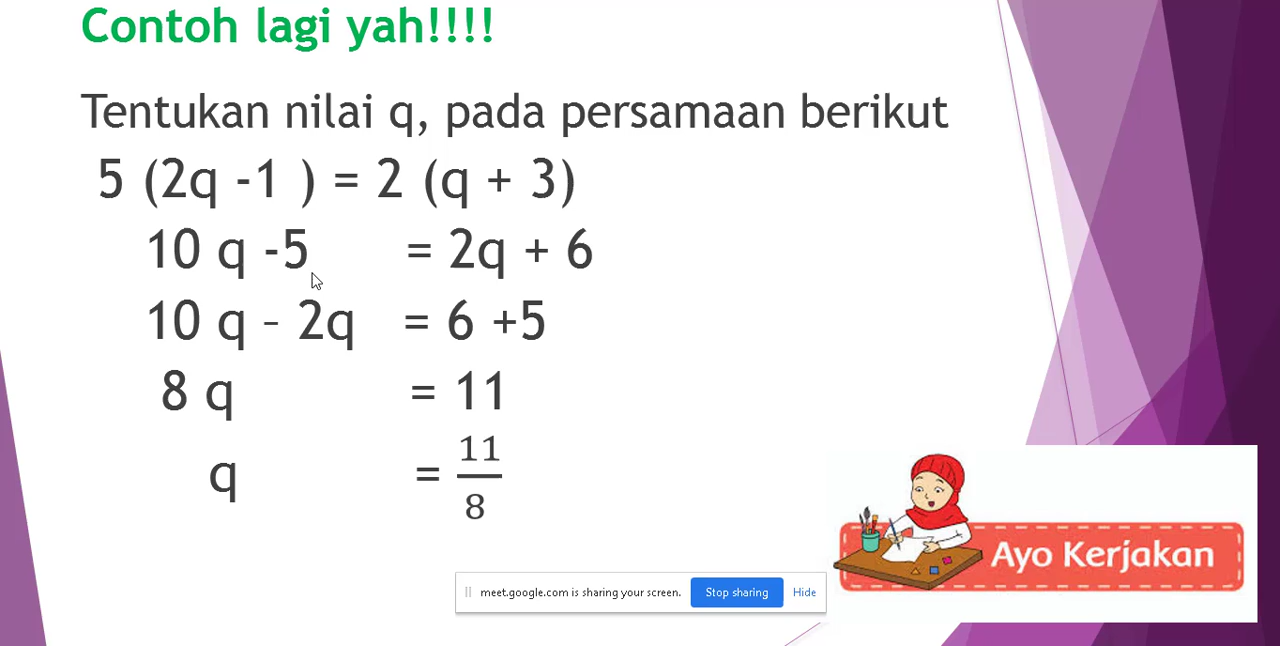 Contoh lagi yah!!!!
Tentukan nilai q, pada persamaan berikut
5 (2q -1 ) = 2 (q + 3)
10 q -5 = 2q + 6
10 q – 2q = 6 +5
8 q = 11
q = 11/8
Ayo Kerjakan
meet.google.com is sharing your screen. Stop sharing Hide